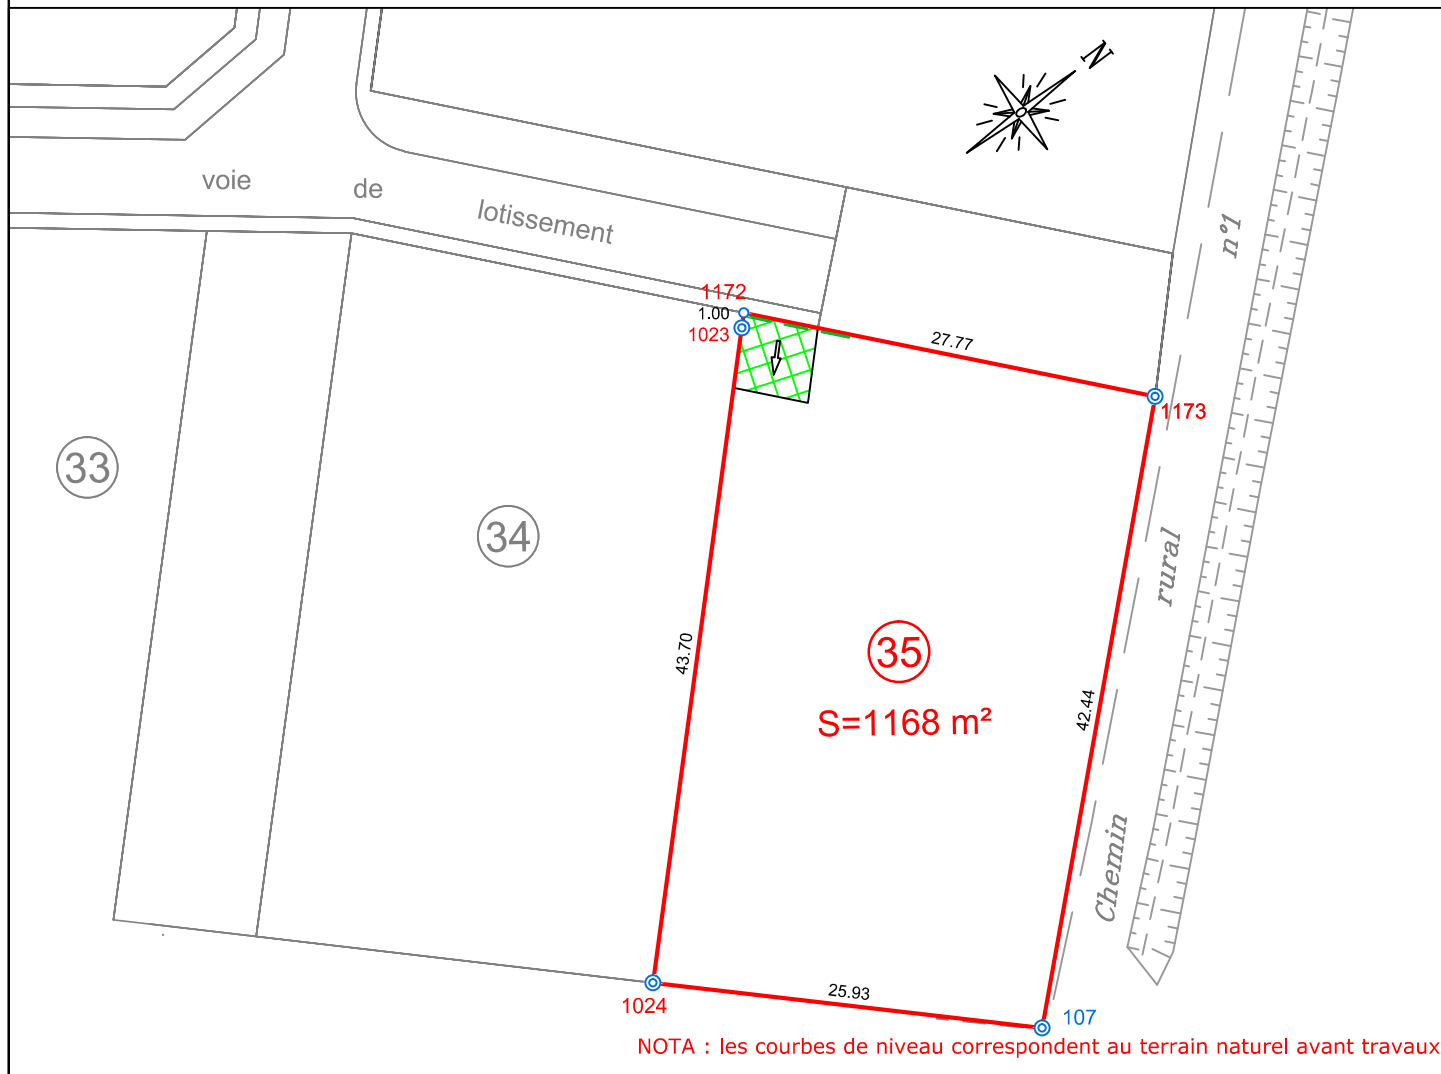 N
voie de lotissement
n°1
1172
1.00
1023
27.77
1173
33
34
rural
43.70
35
42.44
S=1168 m²
Chemin
25.93
1024
107
NOTA : les courbes de niveau correspondent au terrain naturel avant travaux